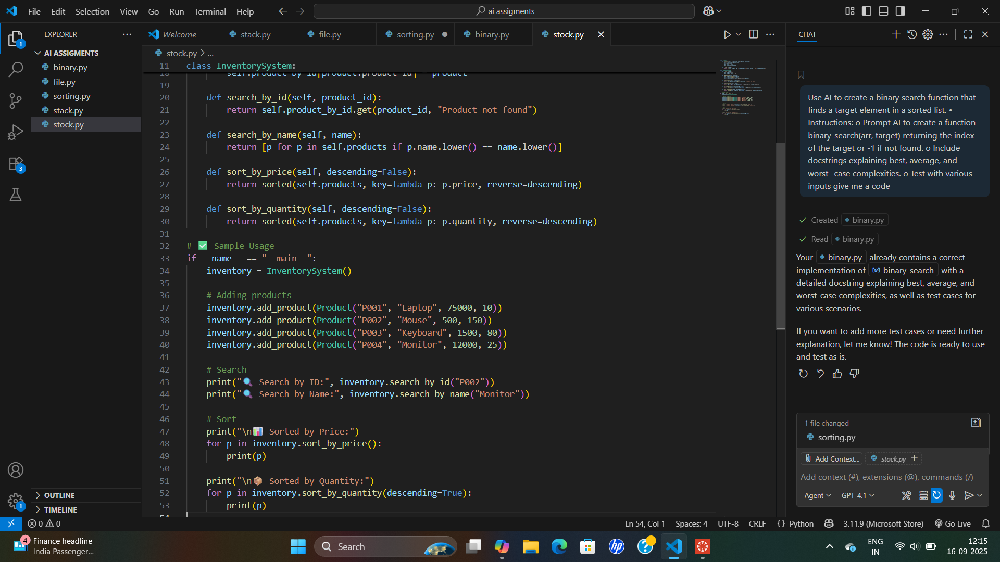 File Edit Selection View Go Run Terminal Help
ai assigments
EXPLORER
AI ASSIGMENTS
binary.py
file.py
sorting.py
stack.py
stock.py
OUTLINE
TIMELINE
1
3
1
Welcome stack.py file.py sorting.py binary.py stock.py
stock.py > ...
11 class InventorySystem:
18 self.product_by_id[product.product_id] = product
19
20 def search_by_id(self, product_id):
21 return self.product_by_id.get(product_id, "Product not found")
22
23 def search_by_name(self, name):
24 return [p for p in self.products if p.name.lower() == name.lower()]
25
26 def sort_by_price(self, descending=False):
27 return sorted(self.products, key=lambda p: p.price, reverse=descending)
28
29 def sort_by_quantity(self, descending=False):
30 return sorted(self.products, key=lambda p: p.quantity, reverse=descending)
31
32 # ✅ Sample Usage
33 if __name__ == "__main__":
34 inventory = InventorySystem()
35
36 # Adding products
37 inventory.add_product(Product("P001", "Laptop", 75000, 10))
38 inventory.add_product(Product("P002", "Mouse", 500, 150))
39 inventory.add_product(Product("P003", "Keyboard", 1500, 80))
40 inventory.add_product(Product("P004", "Monitor", 12000, 25))
41
42 # Search
43 print("🔍 Search by ID:", inventory.search_by_id("P002"))
44 print("🔍 Search by Name:", inventory.search_by_name("Monitor"))
45
46 # Sort
47 print("\n📊 Sorted by Price:")
48 for p in inventory.sort_by_price():
49 print(p)
50
51 print("\n📦 Sorted by Quantity:")
52 for p in inventory.sort_by_quantity(descending=True):
53 print(p)
54
CHAT
Use AI to create a binary search function that
finds a target element in a sorted list. •
Instructions: o Prompt AI to create a function
binary_search(arr, target) returning the index
of the target or -1 if not found. o Include
docstrings explaining best, average, and
worst- case complexities. o Test with various
inputs give me a code
Created binary.py
Read binary.py
Your binary.py already contains a correct
implementation of binary_search with a
detailed docstring explaining best, average, and
worst-case complexities, as well as test cases for
various scenarios.
If you want to add more test cases or need further
explanation, let me know! The code is ready to use
and test as is.
1 file changed
sorting.py
Add Context... stock.py
Add context (#), extensions (@), commands (/)
Agent GPT-4.1
0 0 Ln 54, Col 1 Spaces: 4 UTF-8 CRLF {} Python 3.11.9 (Microsoft Store) Go Live
4
Finance headline
India Passenger...
Search
hp
ENG
IN
12:15
16-09-2025